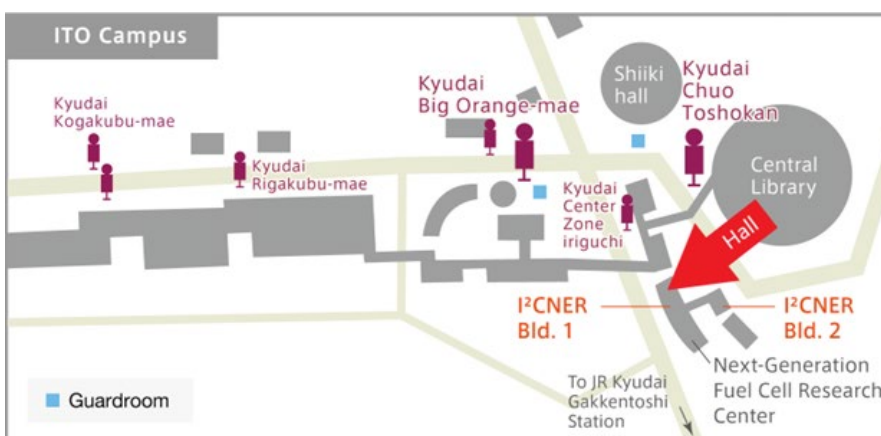 ITO Campus
Kyudai
Kogakubu-mae
Kyudai
Rigakubu-mae
Kyudai
Big Orange-mae
Shiiki
hall
Kyudai
Chuo
Toshokan
Central
Library
Kyudai
Center
Zone
iriguchi
Hall
I²CNER
Bld. 1
I²CNER
Bld. 2
Next-Generation
Fuel Cell Research
Center
To JR Kyudai
Gakkentoshi
Station
Guardroom